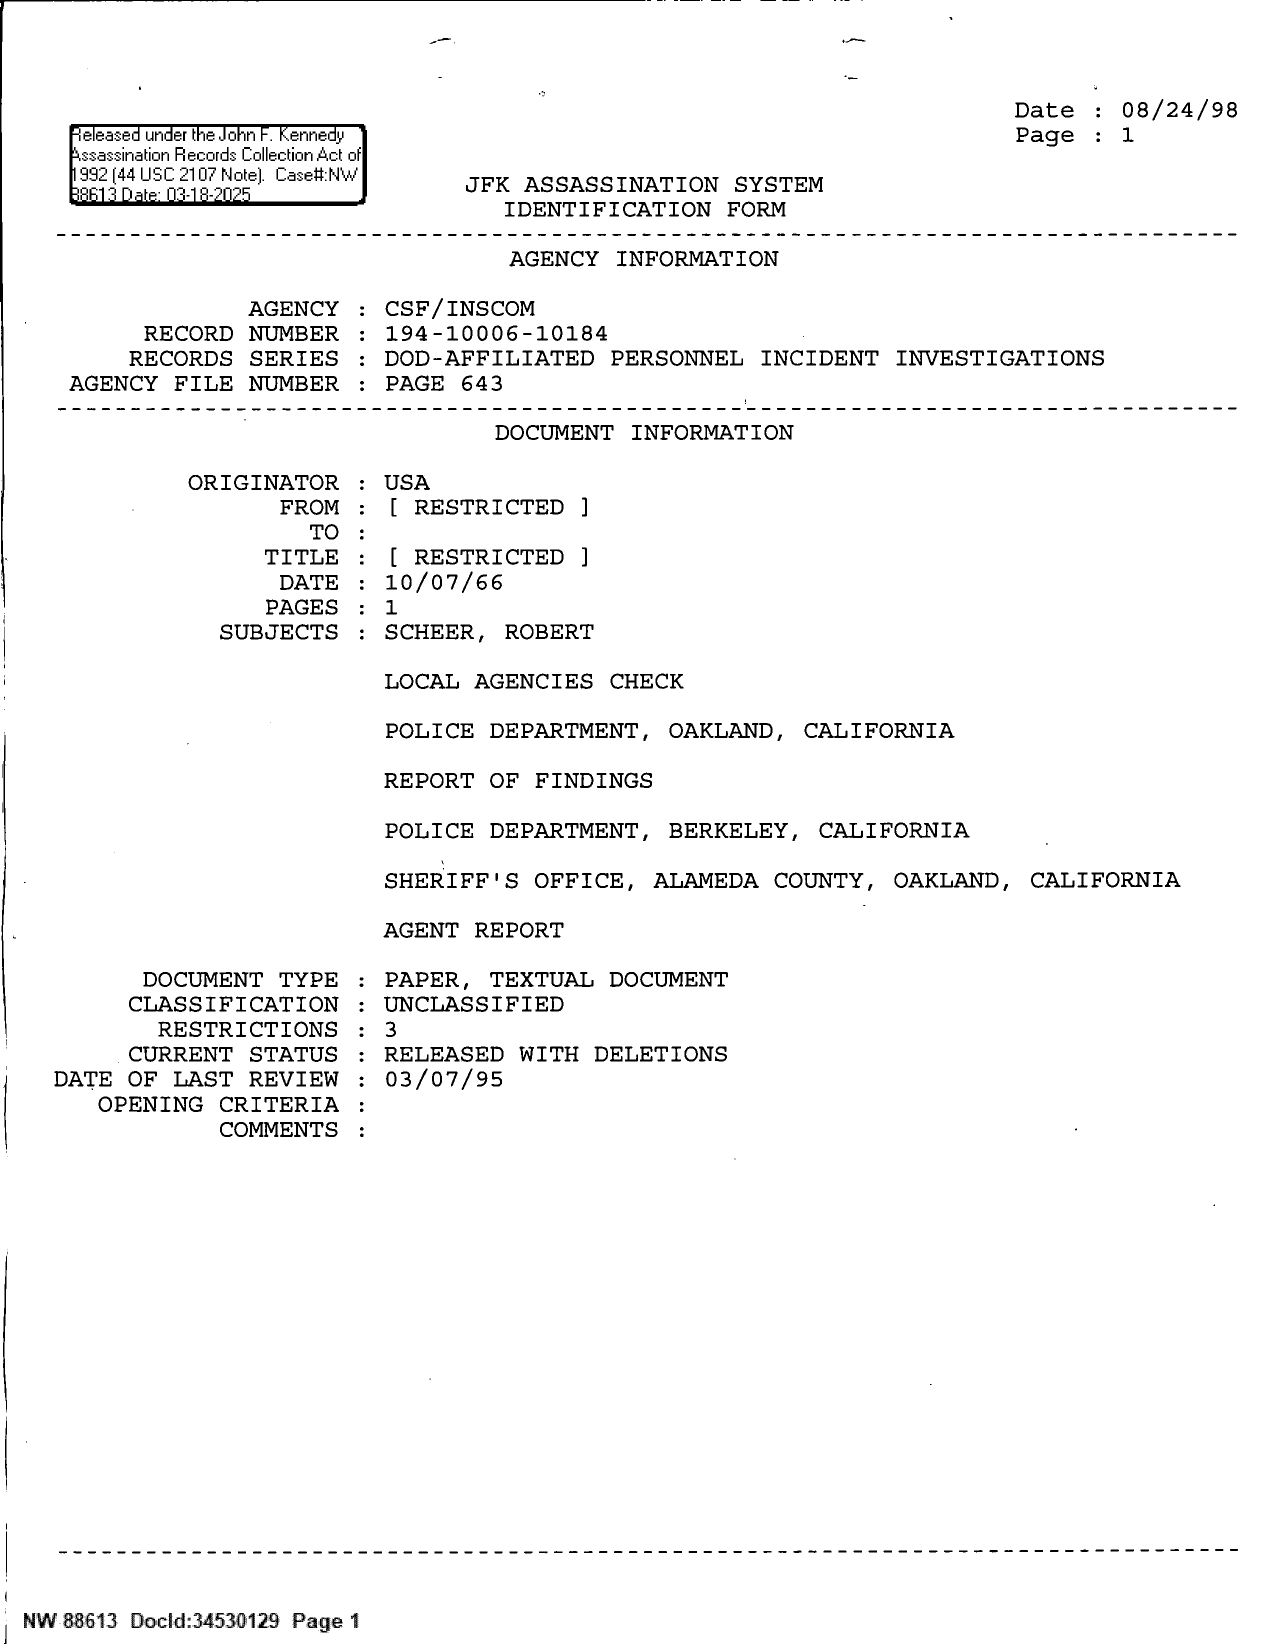 Date : 08/24/98
Page : 1
Released under the John F. Kennedy
Assassination Records Collection Act of
1992 (44 USC 2107 Note). Case#:NW
88613 Date: 03-18-2025
JFK ASSASSINATION SYSTEM
IDENTIFICATION FORM
AGENCY INFORMATION
AGENCY : CSF/INSCOM
RECORD NUMBER : 194-10006-10184
RECORDS SERIES : DOD-AFFILIATED PERSONNEL INCIDENT INVESTIGATIONS
AGENCY FILE NUMBER : PAGE 643
DOCUMENT INFORMATION
ORIGINATOR : USA
FROM : [ RESTRICTED ]
TO :
TITLE : [ RESTRICTED ]
DATE : 10/07/66
PAGES : 1
SUBJECTS : SCHEER, ROBERT
LOCAL AGENCIES CHECK
POLICE DEPARTMENT, OAKLAND, CALIFORNIA
REPORT OF FINDINGS
POLICE DEPARTMENT, BERKELEY, CALIFORNIA
SHERIFF'S OFFICE, ALAMEDA COUNTY, OAKLAND, CALIFORNIA
AGENT REPORT
DOCUMENT TYPE : PAPER, TEXTUAL DOCUMENT
CLASSIFICATION : UNCLASSIFIED
RESTRICTIONS : 3
CURRENT STATUS : RELEASED WITH DELETIONS
DATE OF LAST REVIEW : 03/07/95
OPENING CRITERIA :
COMMENTS :
NW 88613 DocId:34530129 Page 1